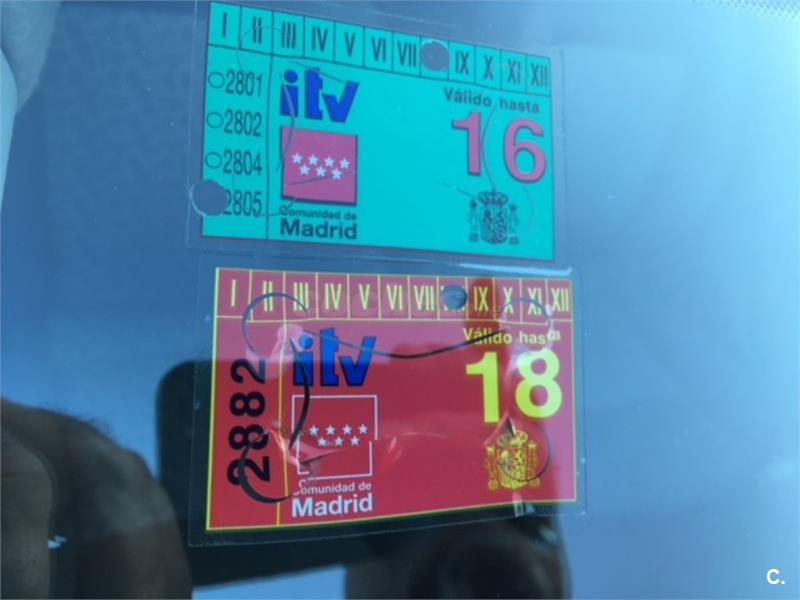 I II III IV V VI VII IX X XI XII
2801
2802
2804
2805
itv
Válido hasta
16
Comunidad de
Madrid
I II III IV V VI VII IX X XI XII
2882
itv
Válido hasta
18
Comunidad de
Madrid
C.